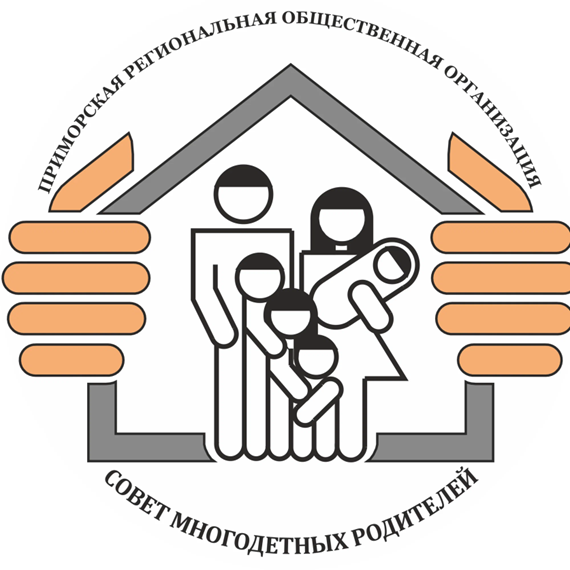 ПРИМОРСКАЯ РЕГИОНАЛЬНАЯ ОБЩЕСТВЕННАЯ ОРГАНИЗАЦИЯ
СОВЕТ МНОГОДЕТНЫХ РОДИТЕЛЕЙ